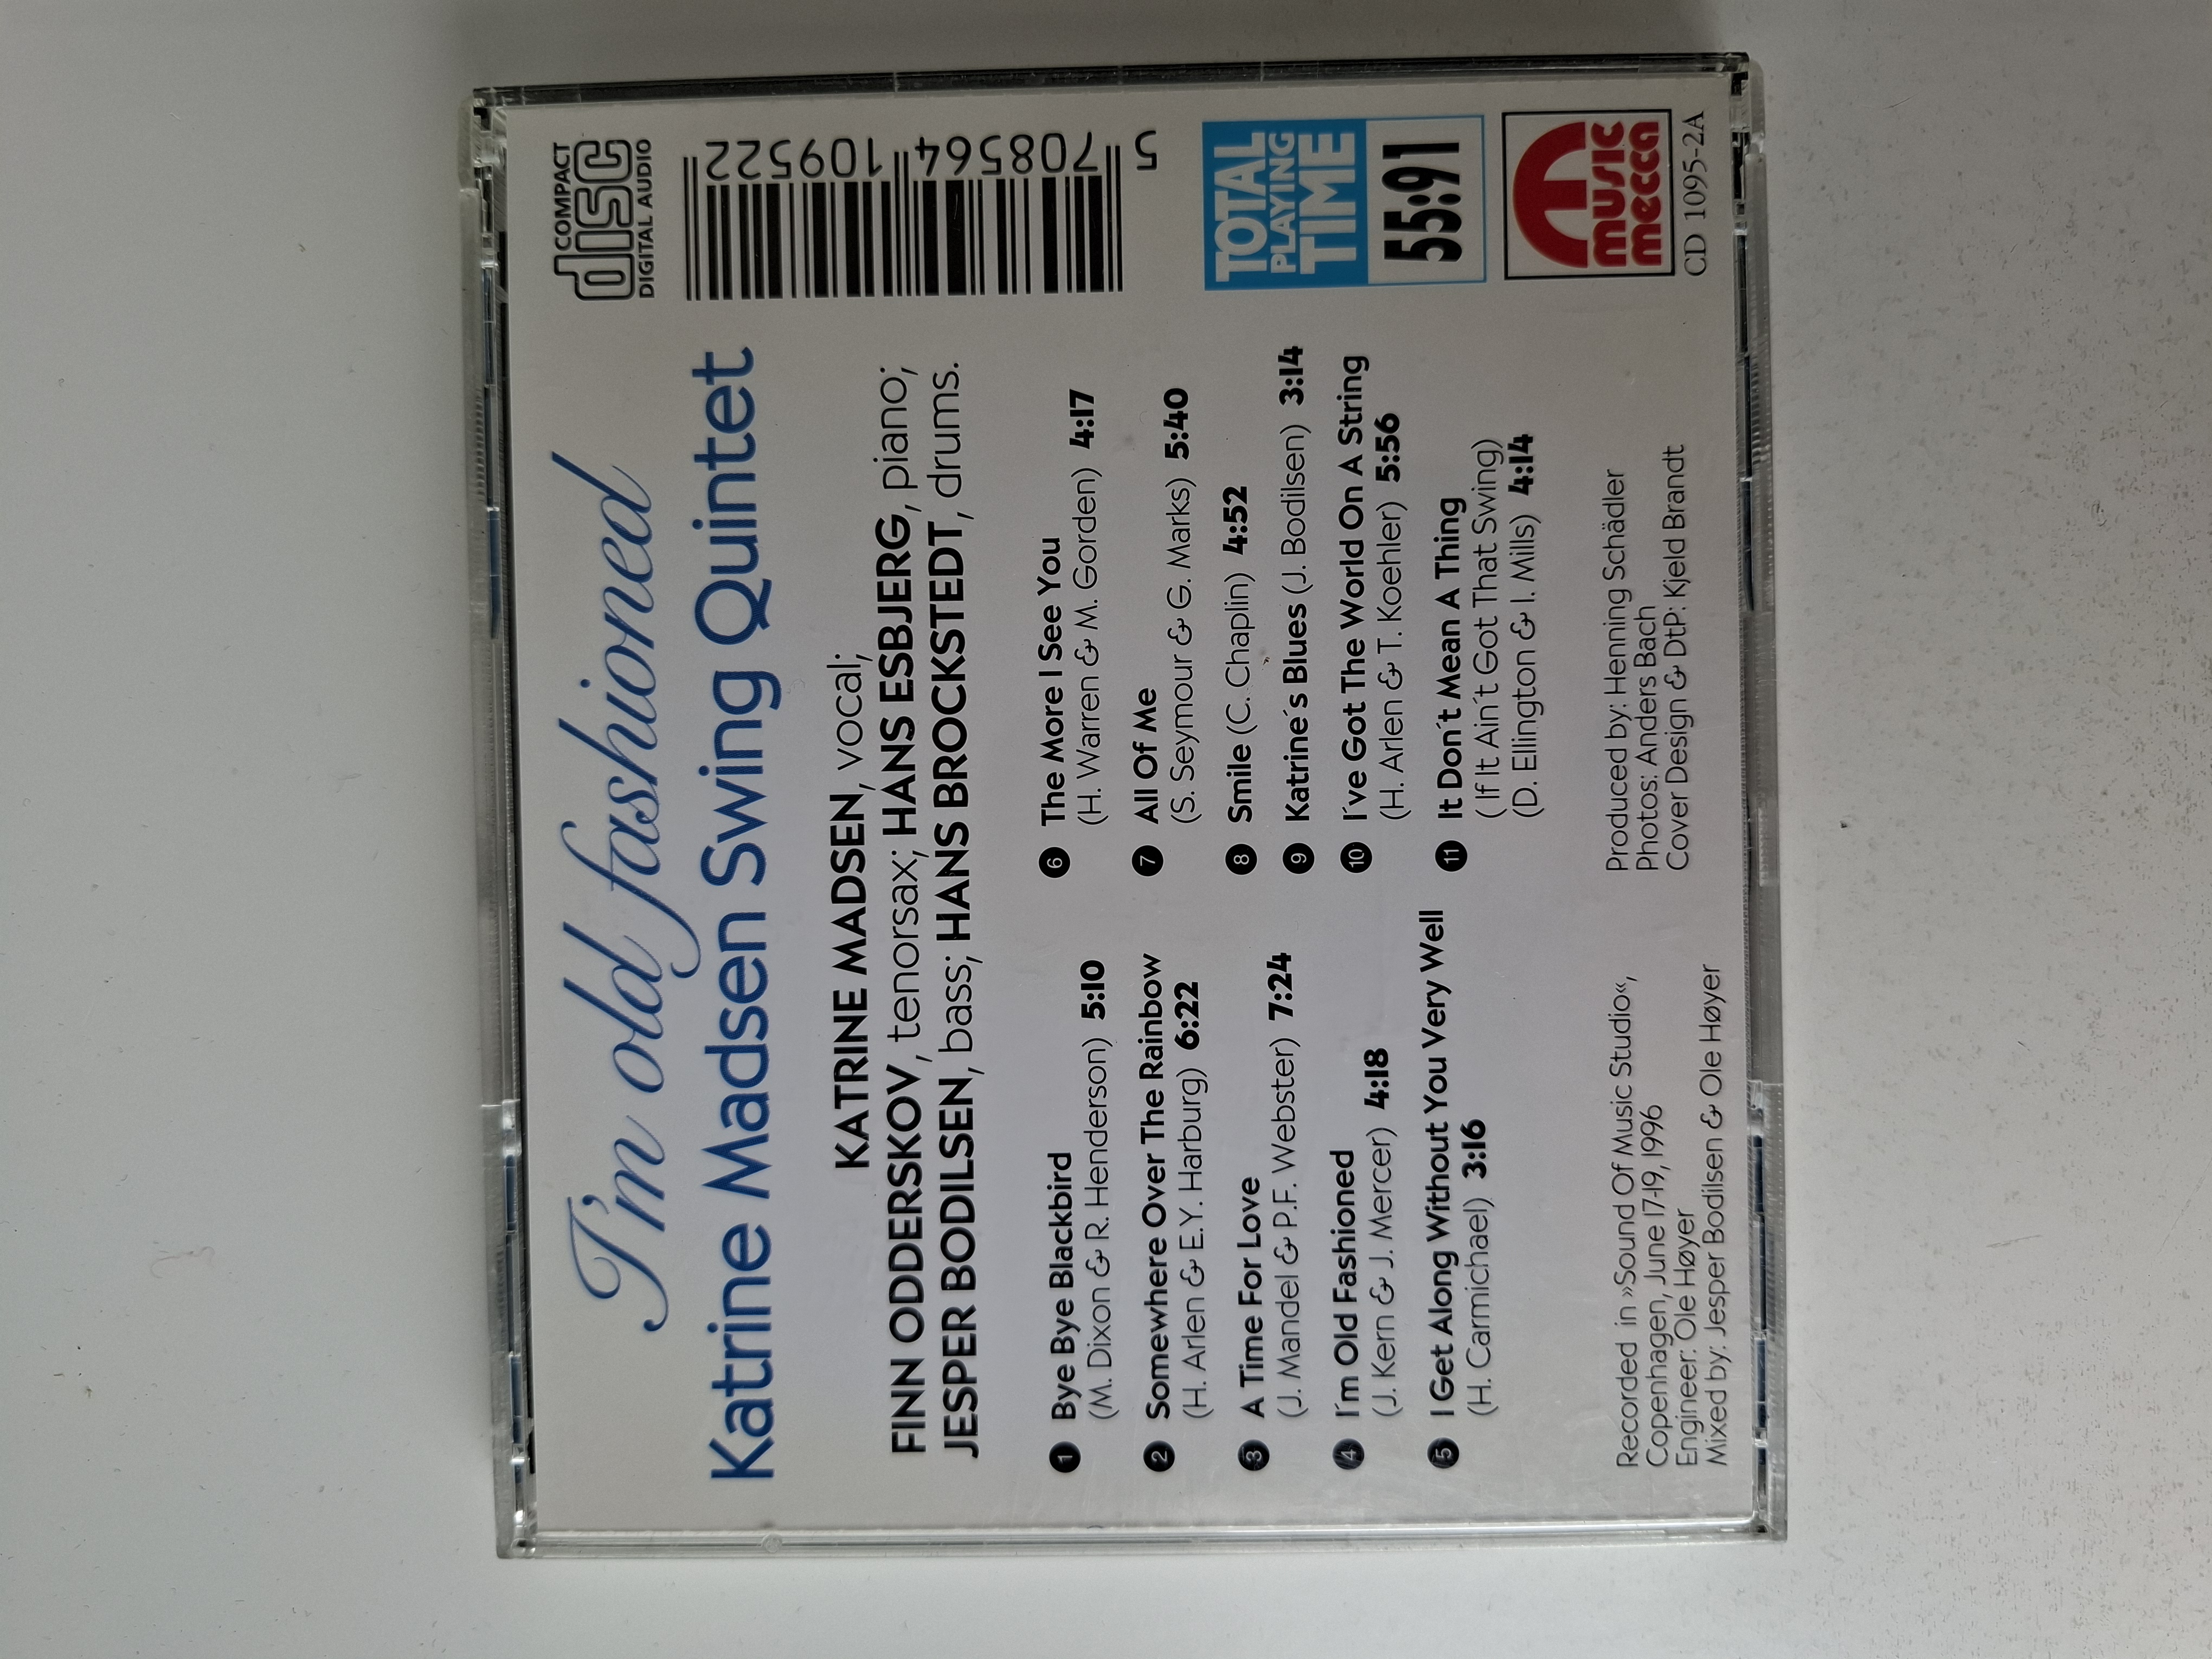 I'm old fashioned
Katrine Madsen Swing Quintet
KATRINE MADSEN, vocal;
FINN ODDERSKOV, tenorsax; HANS ESBJERG, piano;
JESPER BODILSEN, bass; HANS BROCKSTEDT, drums.
1 Bye Bye Blackbird
(M. Dixon & R. Henderson) 5:10
2 Somewhere Over The Rainbow
(H. Arlen & E.Y. Harburg) 6:22
3 A Time For Love
(J. Mandel & P.F. Webster) 7:24
4 I´m Old Fashioned
(J. Kern & J. Mercer) 4:18
5 I Get Along Without You Very Well
(H. Carmichael) 3:16
6 The More I See You
(H. Warren & M. Gorden) 4:17
7 All Of Me
(S. Seymour & G. Marks) 5:40
8 Smile (C. Chaplin) 4:52
9 Katrine´s Blues (J. Bodilsen) 3:14
10 I´ve Got The World On A String
(H. Arlen & T. Koehler) 5:56
11 It Don´t Mean A Thing
( If It Ain´t Got That Swing)
(D. Ellington & I. Mills) 4:14
Recorded in »Sound Of Music Studio«,
Copenhagen, June 17-19, 1996
Engineer: Ole Høyer
Mixed by: Jesper Bodilsen & Ole Høyer
Produced by: Henning Schädler
Photos: Anders Bach
Cover Design & DtP: Kjeld Brandt
COMPACT
disc
DIGITAL AUDIO
5 708564 109522
TOTAL
PLAYING
TIME
55:91
music
mecca
CD 1095-2A